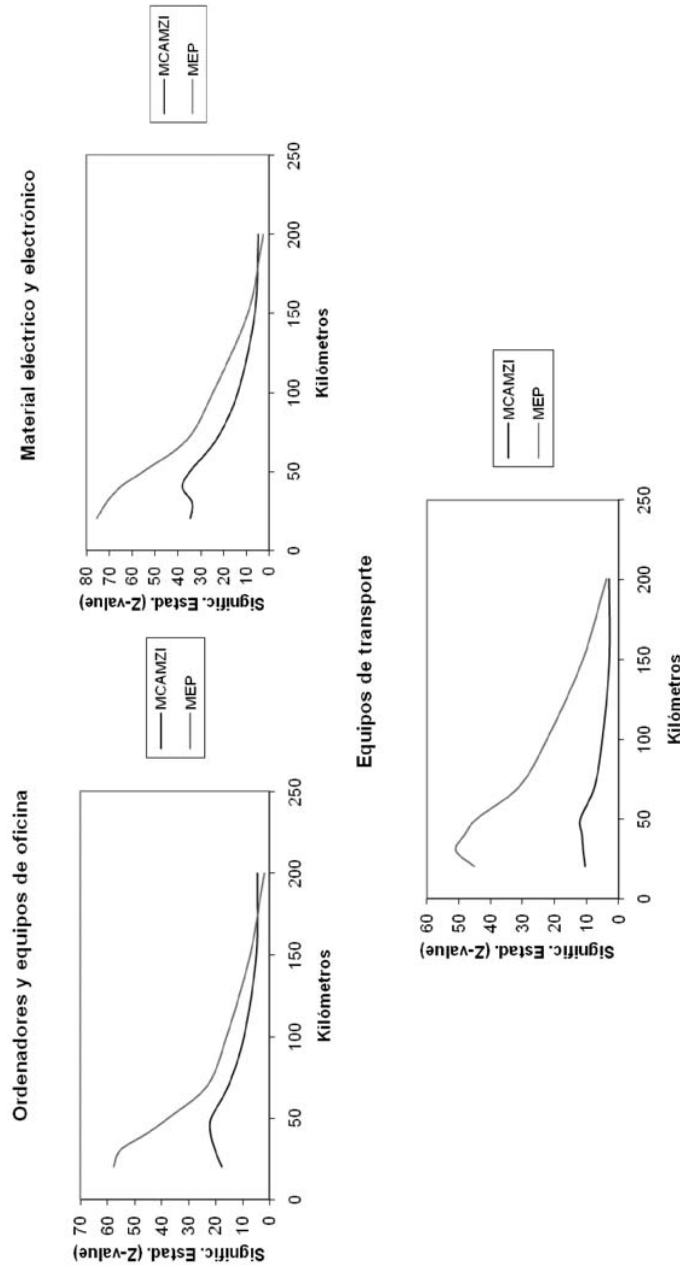 Ordenadores y equipos de oficina
Signific. Estad. (Z-value)
70
60
50
40
30
20
10
0
0 50 100 150 200 250
Kilómetros
MCAMZI
MEP
Material eléctrico y electrónico
Signific. Estad. (Z-value)
80
70
60
50
40
30
20
10
0
0 50 100 150 200 250
Kilómetros
MCAMZI
MEP
Equipos de transporte
Signific. Estad. (Z-value)
60
50
40
30
20
10
0
0 50 100 150 200 250
Kilómetros
MCAMZI
MEP